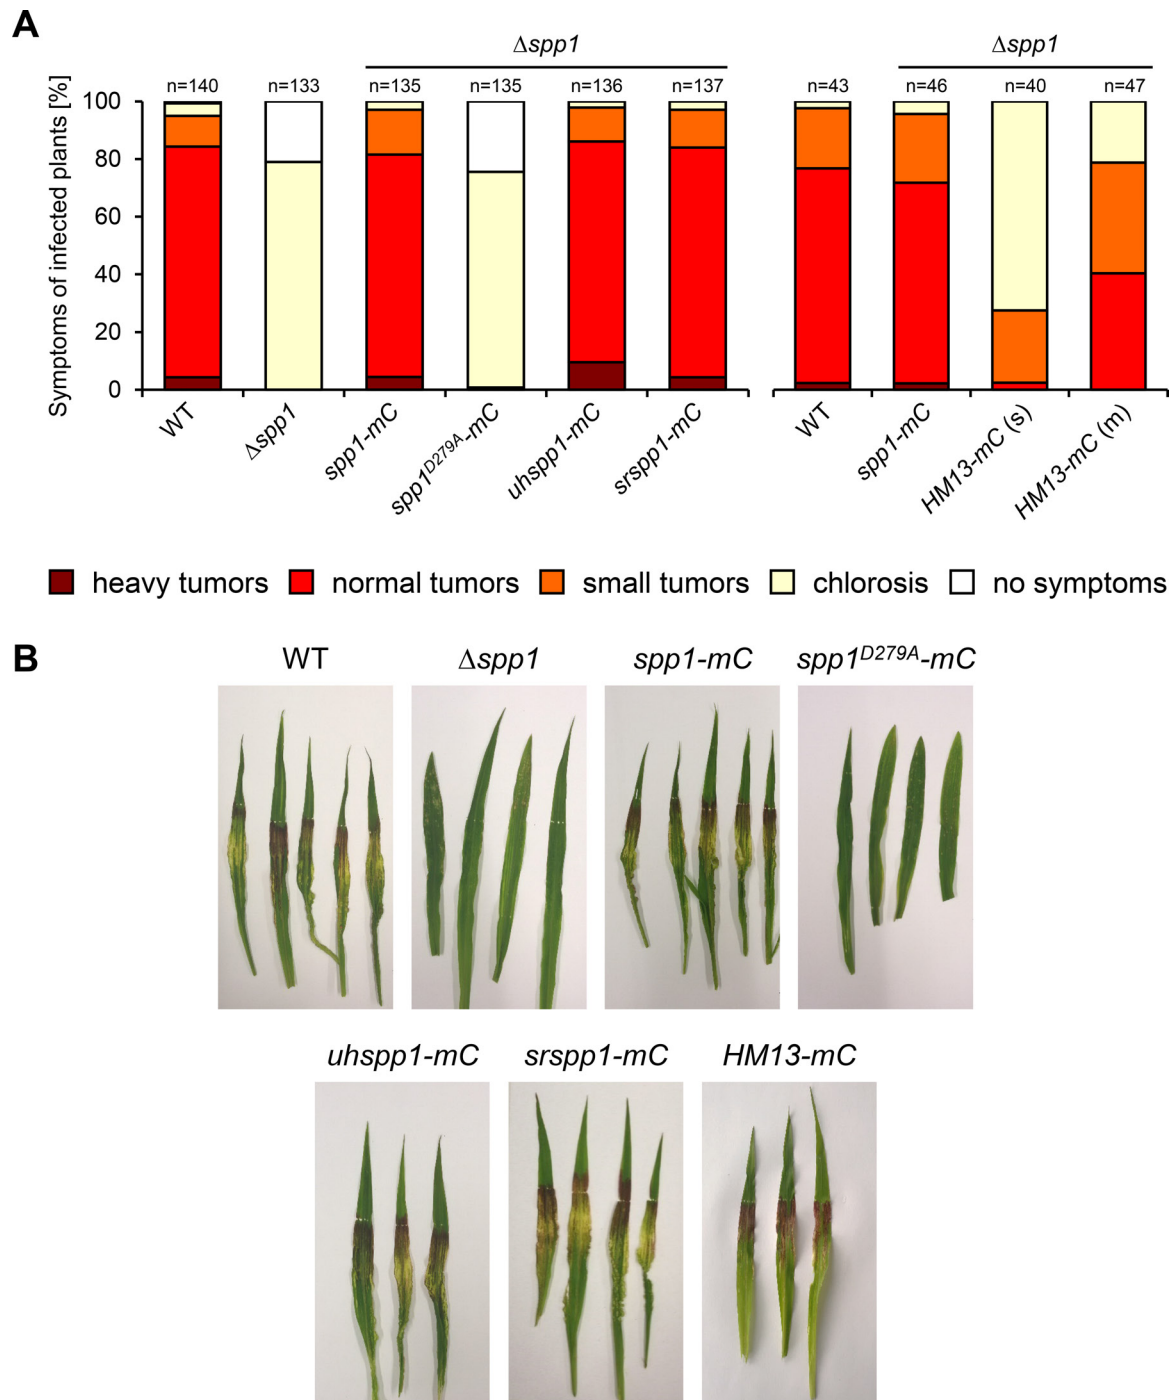 A
Δspp1
Δspp1
n=140 n=133 n=135 n=135 n=136 n=137 n=43 n=46 n=40 n=47
Symptoms of infected plants [%]
100
80
60
40
20
0
WT
Δspp1
spp1-mC
spp1D279A-mC
uhspp1-mC
srspp1-mC
WT
spp1-mC
HM13-mC (s)
HM13-mC (m)
heavy tumors normal tumors small tumors chlorosis no symptoms
B
WT Δspp1 spp1-mC spp1D279A-mC
uhspp1-mC srspp1-mC HM13-mC